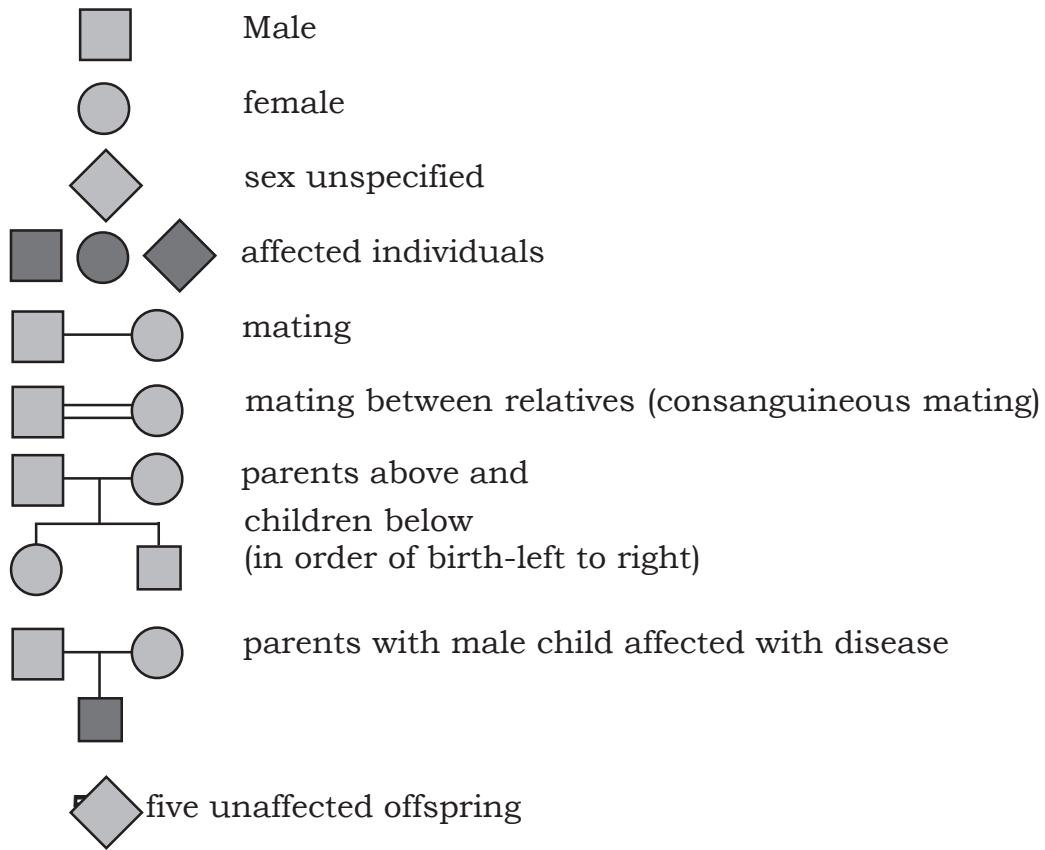 Male
female
sex unspecified
affected individuals
mating
mating between relatives (consanguineous mating)
parents above and
children below
(in order of birth-left to right)
parents with male child affected with disease
five unaffected offspring